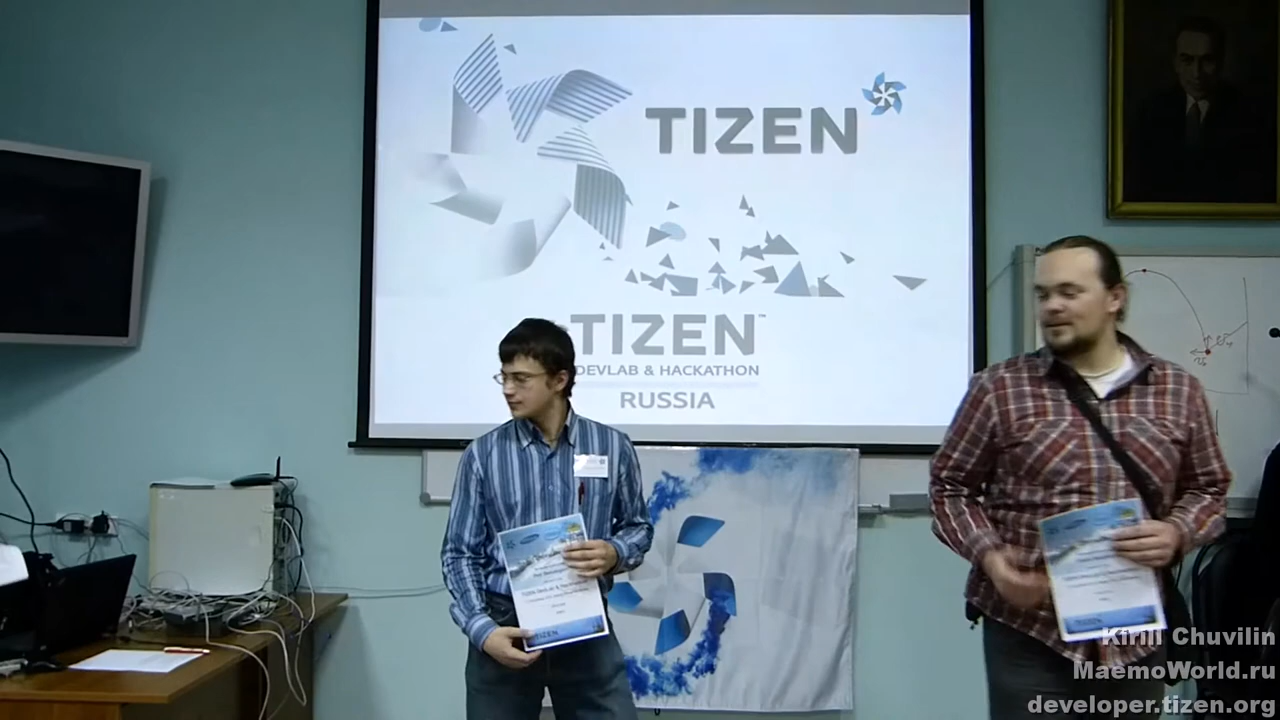 TIZEN
TIZEN™
DEVLAB & HACKATHON
RUSSIA
TIZEN
Kirill Chuvilin
MaemoWorld.ru
developer.tizen.org